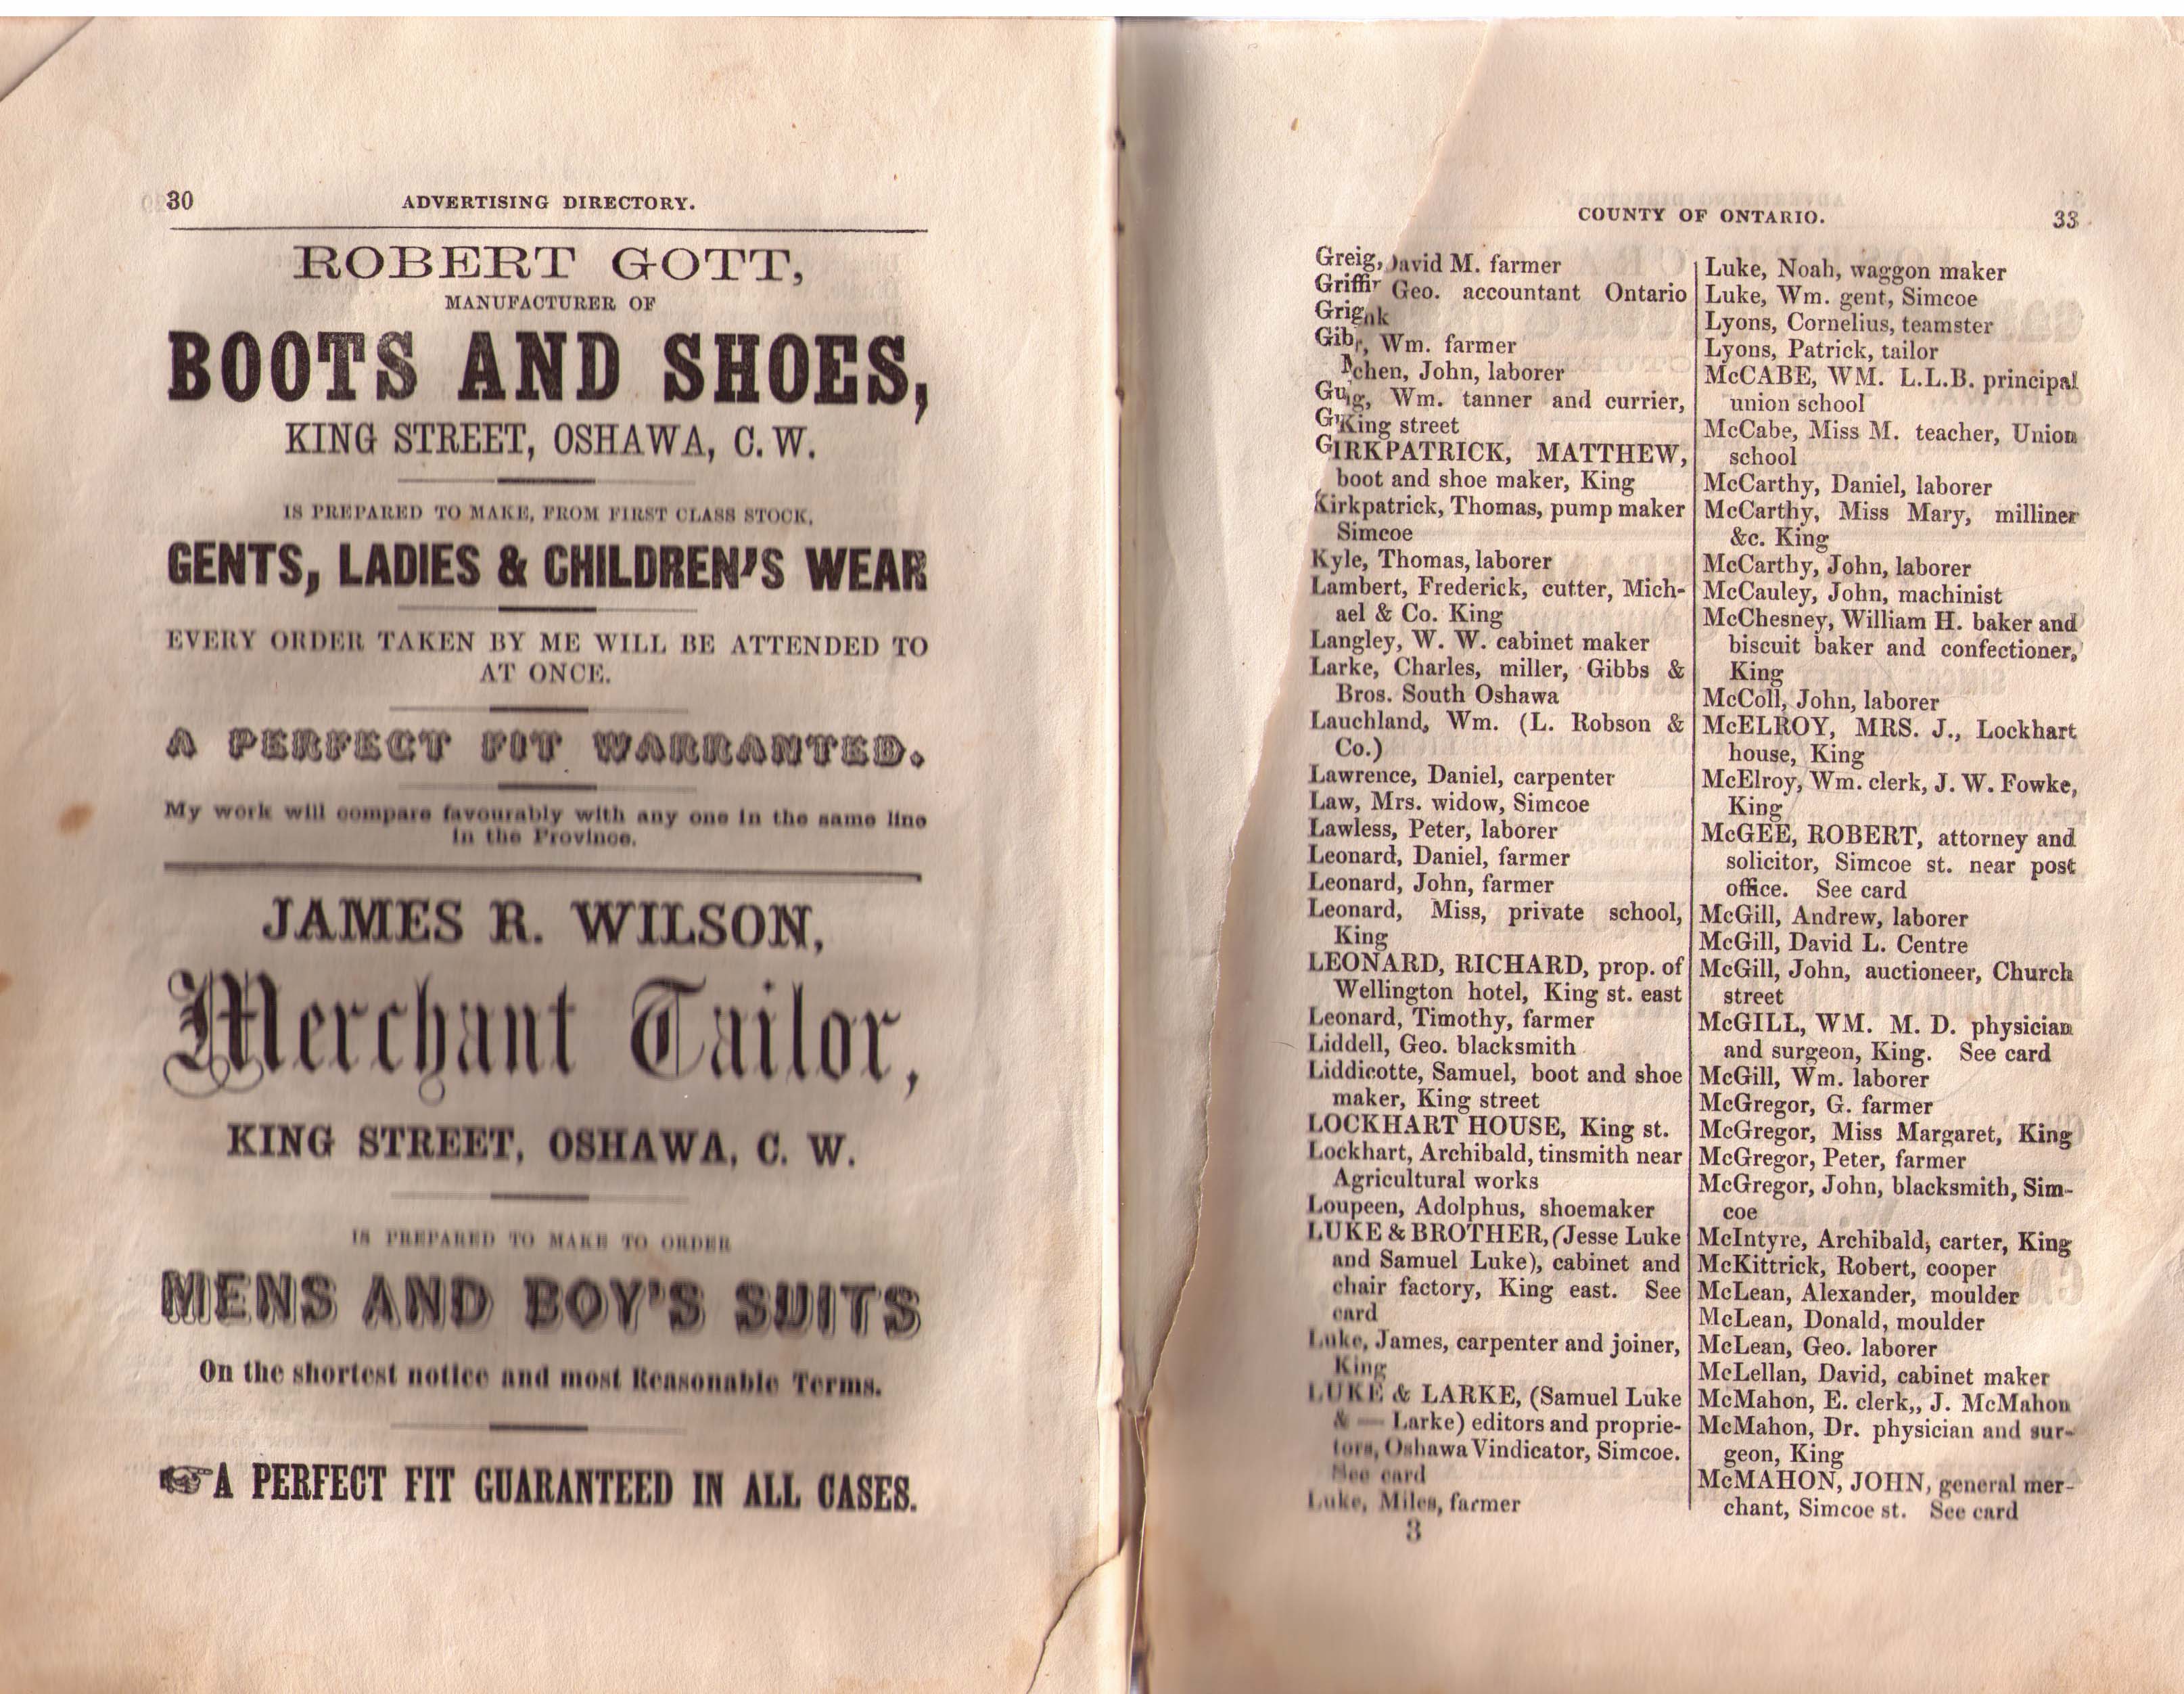 30
ADVERTISING DIRECTORY.
ROBERT GOTT,
MANUFACTURER OF
BOOTS AND SHOES,
KING STREET, OSHAWA, C. W.
IS PREPARED TO MAKE, FROM FIRST CLASS STOCK,
GENTS, LADIES & CHILDREN'S WEAR
EVERY ORDER TAKEN BY ME WILL BE ATTENDED TO
AT ONCE.
A PERFECT FIT WARRANTED.
My work will compare favourably with any one in the same line
in the Province.
JAMES R. WILSON,
Merchant Tailor,
KING STREET, OSHAWA, C. W.
IS PREPARED TO MAKE TO ORDER
MENS AND BOY'S SUITS
On the shortest notice and most Reasonable Terms.
☞A PERFECT FIT GUARANTEED IN ALL CASES.
COUNTY OF ONTARIO.
33
Greig, David M. farmer
Geo. accountant Ontario
Wm. farmer
John, laborer
Wm. tanner and currier,
King street
MATTHEW,
boot and shoe maker, King
Kirkpatrick, Thomas, pump maker
Simcoe
Kyle, Thomas, laborer
Lambert, Frederick, cutter, Mich-
ael & Co. King
Langley, W. W. cabinet maker
Larke, Charles, miller, Gibbs &
Bros. South Oshawa
Lauchland, Wm. (L. Robson &
Co.)
Lawrence, Daniel, carpenter
Law, Mrs. widow, Simcoe
Lawless, Peter, laborer
Leonard, Daniel, farmer
Leonard, John, farmer
Leonard, Miss, private school,
King
LEONARD, RICHARD, prop. of
Wellington hotel, King st. east
Leonard, Timothy, farmer
Liddell, Geo. blacksmith
Liddicotte, Samuel, boot and shoe
maker, King street
LOCKHART HOUSE, King st.
Lockhart, Archibald, tinsmith near
Agricultural works
Loupeen, Adolphus, shoemaker
LUKE & BROTHER, (Jesse Luke
and Samuel Luke), cabinet and
chair factory, King east. See
card
Luke, James, carpenter and joiner,
King
LUKE & LARKE, (Samuel Luke
& — Larke) editors and proprie-
tors, Oshawa Vindicator, Simcoe.
See card
Luke, Miles, farmer
3
Luke, Noah, waggon maker
Luke, Wm. gent, Simcoe
Lyons, Cornelius, teamster
Lyons, Patrick, tailor
McCABE, WM. L.L.B. principal
union school
McCabe, Miss M. teacher, Union
school
McCarthy, Daniel, laborer
McCarthy, Miss Mary, milliner
&c. King
McCarthy, John, laborer
McCauley, John, machinist
McChesney, William H. baker and
biscuit baker and confectioner,
King
McColl, John, laborer
McELROY, MRS. J., Lockhart
house, King
McElroy, Wm. clerk, J. W. Fowke,
King
McGEE, ROBERT, attorney and
solicitor, Simcoe st. near post
office. See card
McGill, Andrew, laborer
McGill, David L. Centre
McGill, John, auctioneer, Church
street
McGILL, WM. M. D. physician
and surgeon, King. See card
McGill, Wm. laborer
McGregor, G. farmer
McGregor, Miss Margaret, King
McGregor, Peter, farmer
McGregor, John, blacksmith, Sim-
coe
McIntyre, Archibald, carter, King
McKittrick, Robert, cooper
McLean, Alexander, moulder
McLean, Donald, moulder
McLean, Geo. laborer
McLellan, David, cabinet maker
McMahon, E. clerk,, J. McMahon
McMahon, Dr. physician and sur-
geon, King
McMAHON, JOHN, general mer-
chant, Simcoe st. See card